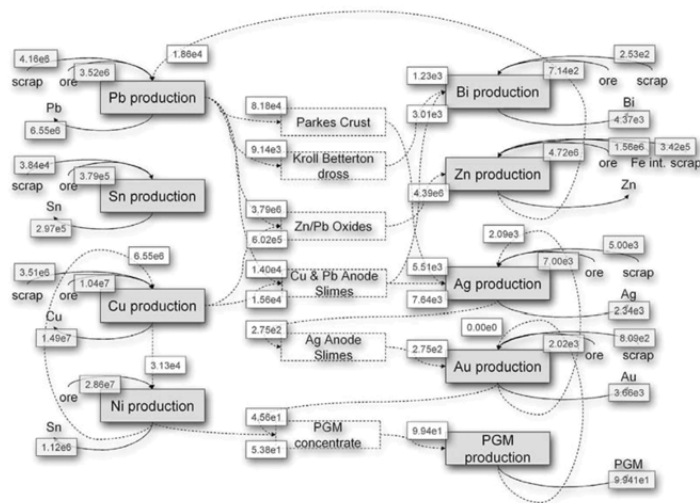 4.16e6
1.86e4
2.53e2
scrap
3.52e6
ore
7.14e2
ore
scrap
Pb production
1.23e3
Bi production
Pb
8.18e4
Parkes Crust
3.01e3
Bi
6.55e6
4.37e3
9.14e3
Kroll Betterton
dross
3.84e4
1.56e6
3.42e5
scrap
ore
3.79e5
4.72e6
ore
Fe int. scrap
Sn production
Zn production
Sn
4.39e6
Zn
2.97e5
3.79e6
Zn/Pb Oxides
6.02e5
2.09e3
6.55e6
5.00e3
3.51e6
1.40e4
5.51e3
7.00e3
scrap
ore
1.04e7
Cu & Pb Anode
Slimes
ore
scrap
Cu production
1.56e4
7.64e3
Ag production
Ag
Cu
2.34e3
1.49e7
2.75e2
0.00e0
3.13e4
Ag Anode
Slimes
2.75e2
2.02e3
8.09e2
2.86e7
ore
scrap
ore
Au production
Ni production
Au
3.66e3
Sn
4.56e1
PGM
concentrate
9.94e1
1.12e6
5.38e1
PGM
production
PGM
9.941e1